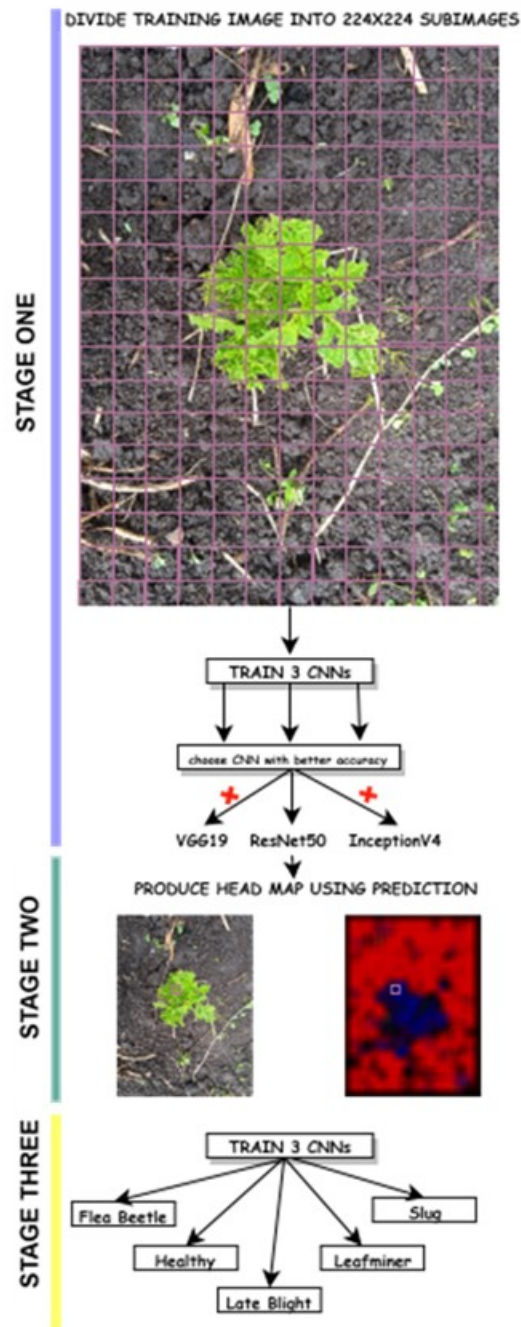 DIVIDE TRAINING IMAGE INTO 224X224 SUBIMAGES
STAGE ONE
TRAIN 3 CNNs
choose CNN with better accuracy
VGG19 ResNet50 InceptionV4
STAGE TWO
PRODUCE HEAD MAP USING PREDICTION
STAGE THREE
TRAIN 3 CNNs
Flea Beetle
Slug
Healthy
Leafminer
Late Blight